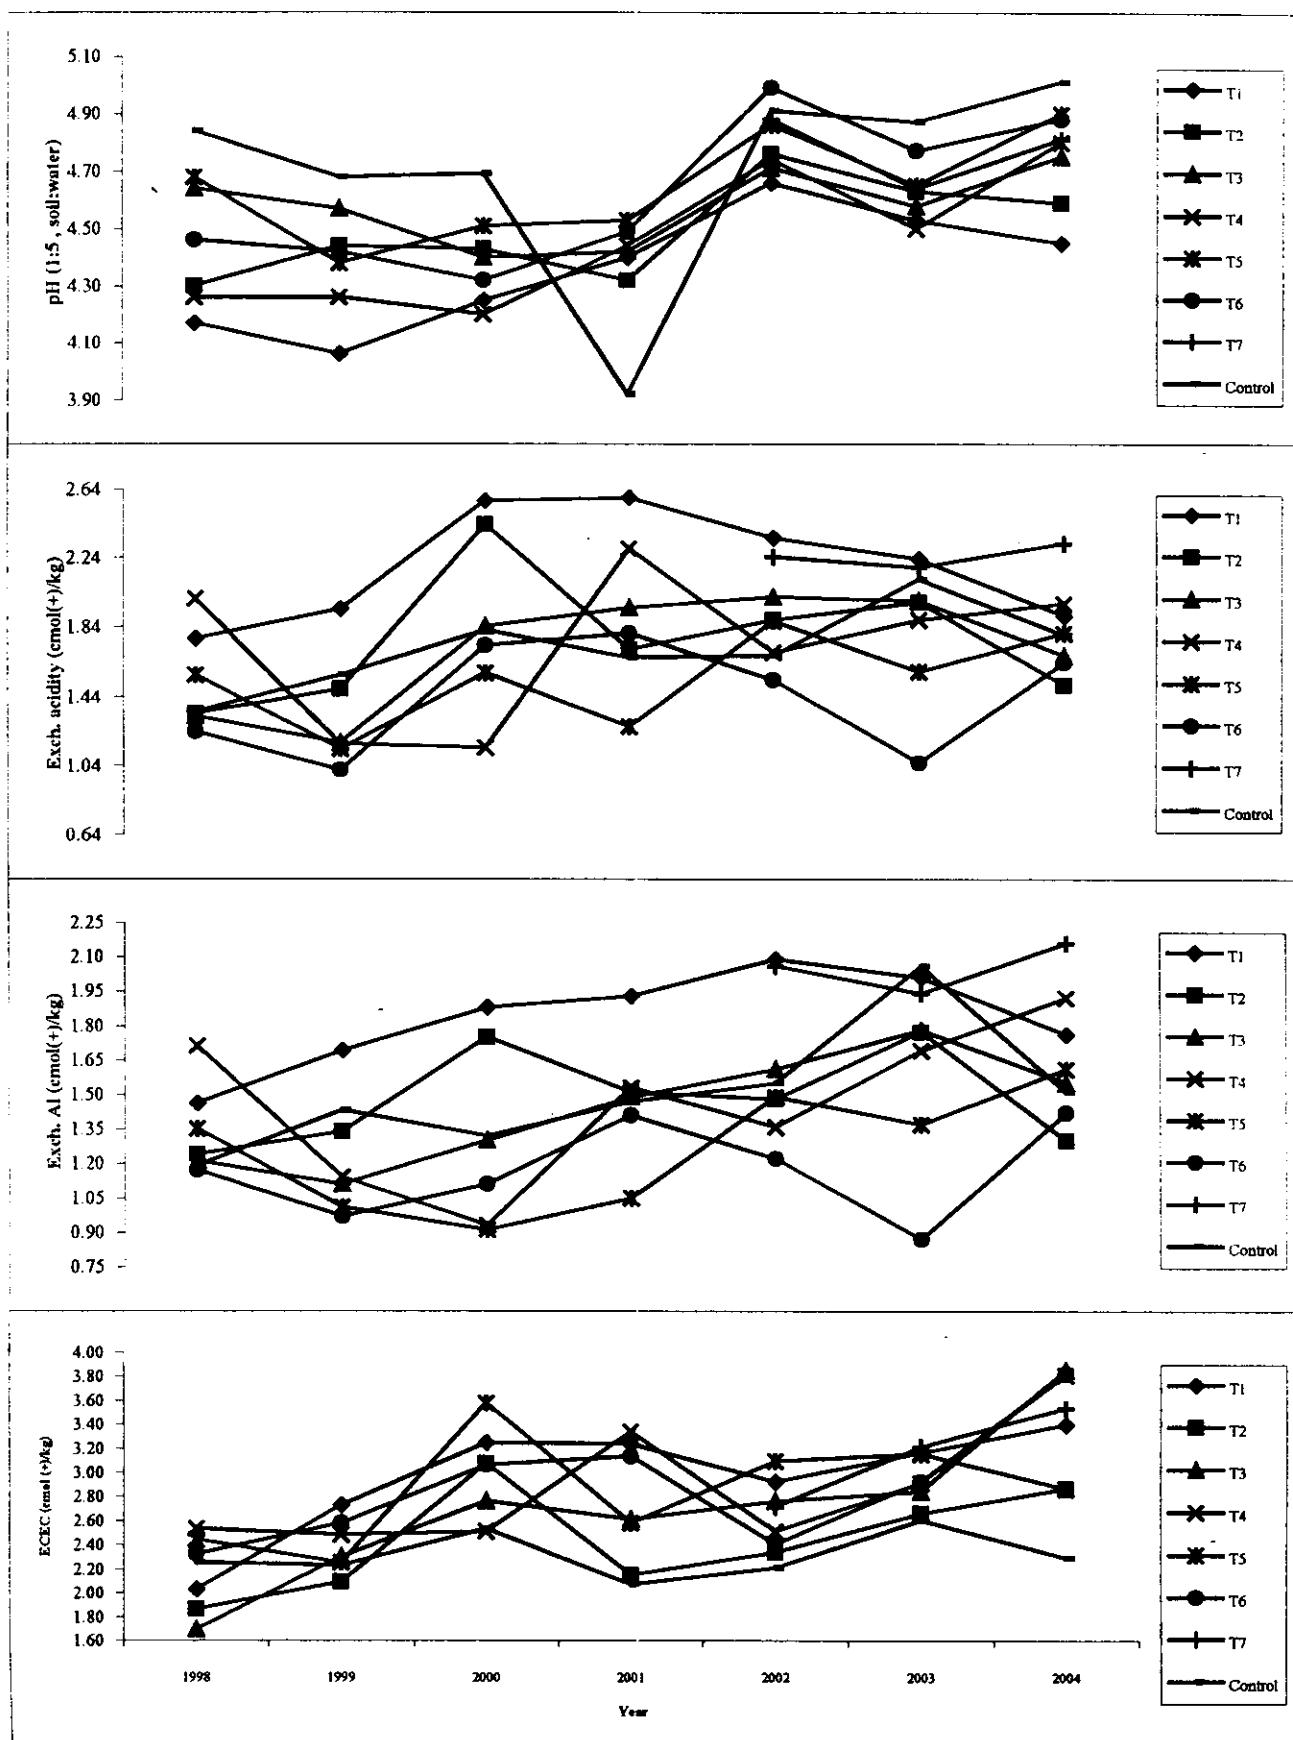 pH (1:5 , soil:water)
5.10
4.90
4.70
4.50
4.30
4.10
3.90
T1
T2
T3
T4
T5
T6
T7
Control
Exch. acidity (cmol(+)/kg)
2.64
2.24
1.84
1.44
1.04
0.64
T1
T2
T3
T4
T5
T6
T7
Control
Exch. Al (cmol(+)/kg)
2.25
2.10
1.95
1.80
1.65
1.50
1.35
1.20
1.05
0.90
0.75
T1
T2
T3
T4
T5
T6
T7
Control
ECEC (cmol (+)/kg)
4.00
3.80
3.60
3.40
3.20
3.00
2.80
2.60
2.40
2.20
2.00
1.80
1.60
T1
T2
T3
T4
T5
T6
T7
Control
1998 1999 2000 2001 2002 2003 2004
Year